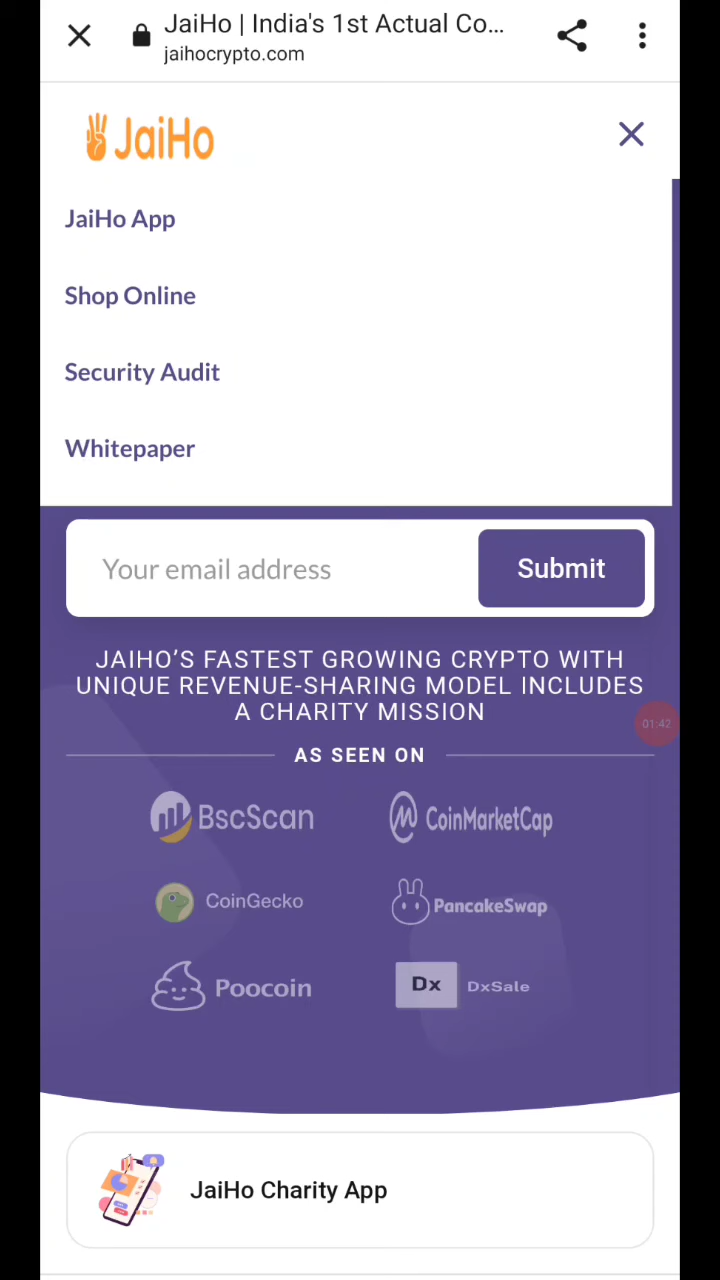 JaiHo | India's 1st Actual Co...
jaihocrypto.com
JaiHo
JaiHo App
Shop Online
Security Audit
Whitepaper
Your email address
Submit
JAIHO’S FASTEST GROWING CRYPTO WITH
UNIQUE REVENUE-SHARING MODEL INCLUDES
A CHARITY MISSION
01:42
AS SEEN ON
BscScan
CoinMarketCap
CoinGecko
PancakeSwap
Poocoin
Dx DxSale
JaiHo Charity App